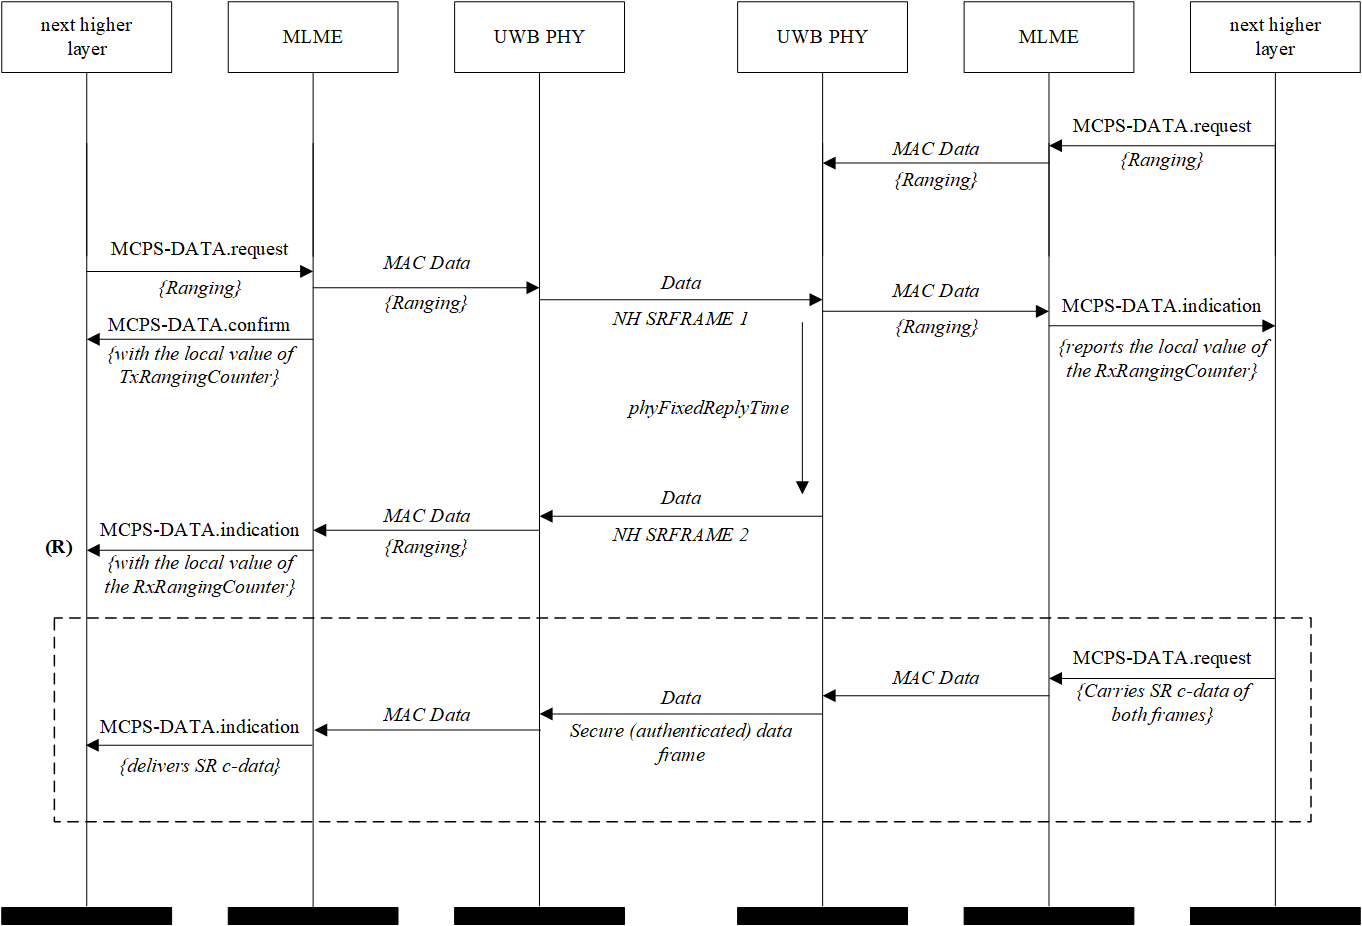 next higher
layer
MLME
UWB PHY
UWB PHY
MLME
next higher
layer
MCPS-DATA.request
{Ranging}
MAC Data
{Ranging}
MCPS-DATA.request
{Ranging}
MAC Data
{Ranging}
Data
NH SRFRAME 1
MAC Data
{Ranging}
MCPS-DATA.indication
{reports the local value of
the RxRangingCounter}
MCPS-DATA.confirm
{with the local value of
TxRangingCounter}
phyFixedReplyTime
Data
NH SRFRAME 2
MAC Data
{Ranging}
MCPS-DATA.indication
(R)
{with the local value of
the RxRangingCounter}
MCPS-DATA.request
{Carries SR c-data of
both frames}
MAC Data
Data
Secure (authenticated) data
frame
MAC Data
MCPS-DATA.indication
{delivers SR c-data}